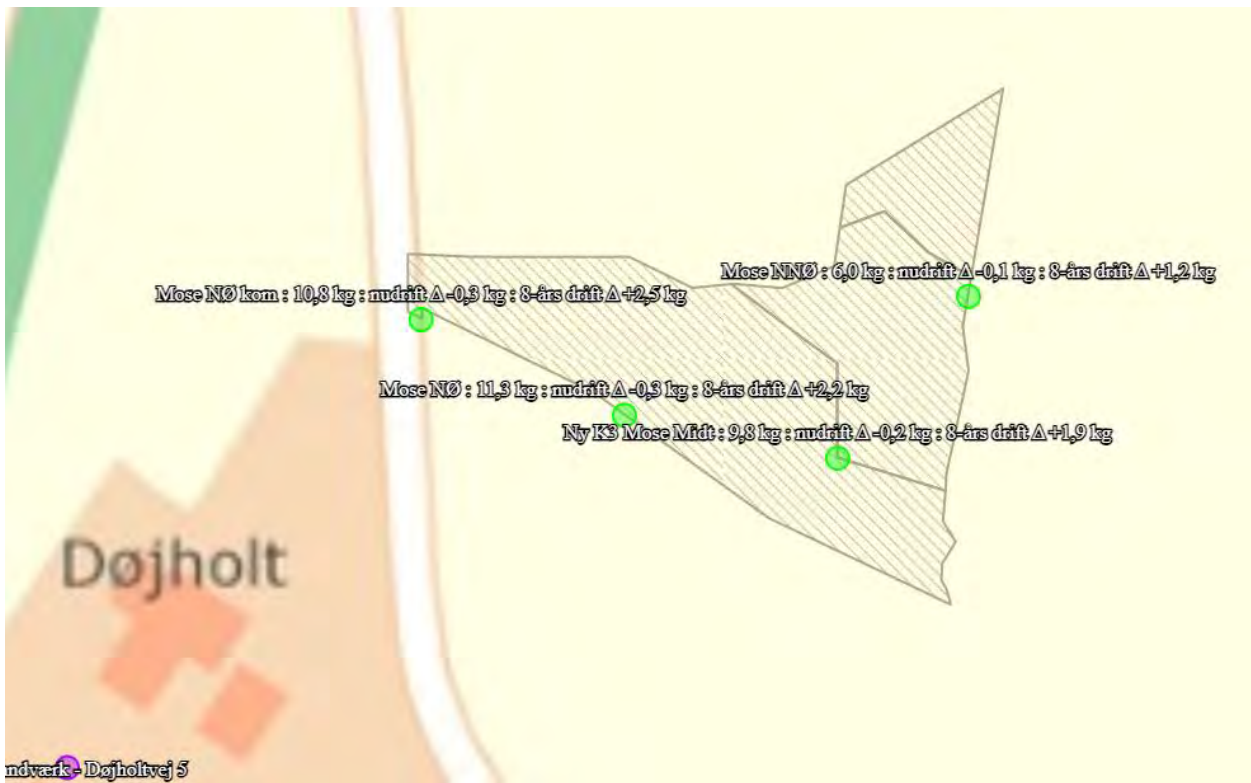 Mose NNØ : 6,0 kg : nudrift Δ -0,1 kg : 8-års drift Δ +1,2 kg
Mose NØ kom : 10,8 kg : nudrift Δ -0,3 kg : 8-års drift Δ +2,5 kg
Mose NØ : 11,3 kg : nudrift Δ -0,3 kg : 8-års drift Δ +2,2 kg
Ny K3 Mose Midt : 9,8 kg : nudrift Δ -0,2 kg : 8-års drift Δ +1,9 kg
Døjholt
ndværk - Døjholtvej 5